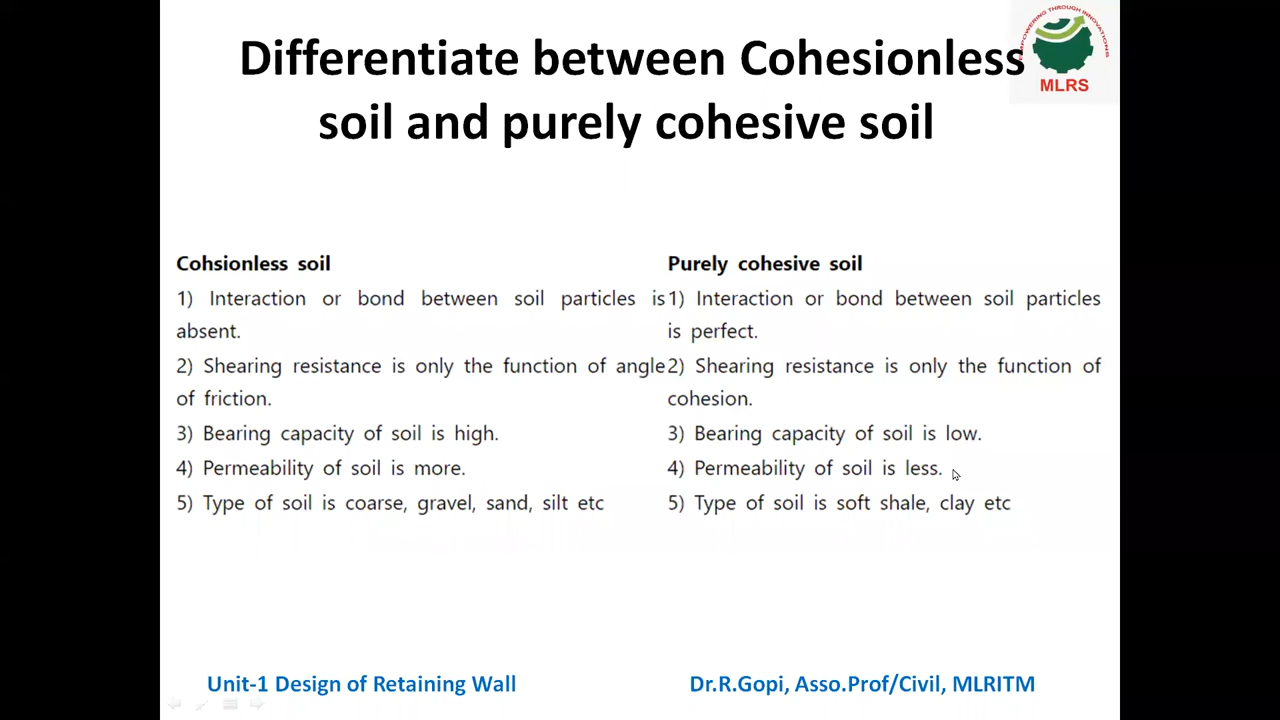 Differentiate between Cohesionless
soil and purely cohesive soil
EMPOWERING THROUGH INNOVATIONS
MLRS
Cohsionless soil
1) Interaction or bond between soil particles is
absent.
2) Shearing resistance is only the function of angle
of friction.
3) Bearing capacity of soil is high.
4) Permeability of soil is more.
5) Type of soil is coarse, gravel, sand, silt etc
Purely cohesive soil
1) Interaction or bond between soil particles
is perfect.
2) Shearing resistance is only the function of
cohesion.
3) Bearing capacity of soil is low.
4) Permeability of soil is less.
5) Type of soil is soft shale, clay etc
Unit-1 Design of Retaining Wall
Dr.R.Gopi, Asso.Prof/Civil, MLRITM